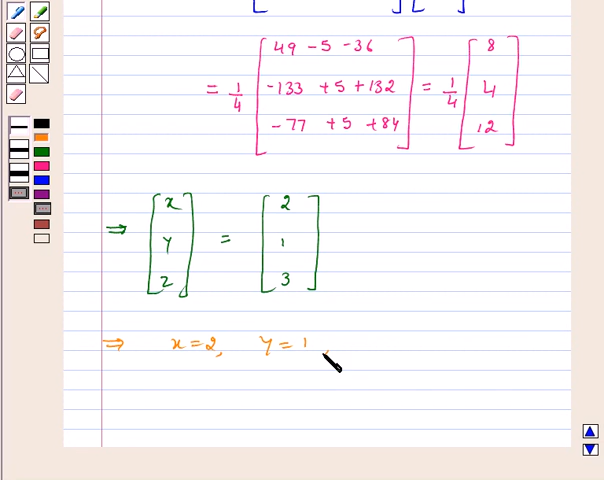 49 - 5 - 36 8
= 1/4 -133 + 5 + 132 = 1/4 4
- 77 + 5 + 84 12
x 2
⇒ y = 1
z 3
⇒ x = 2, y = 1,